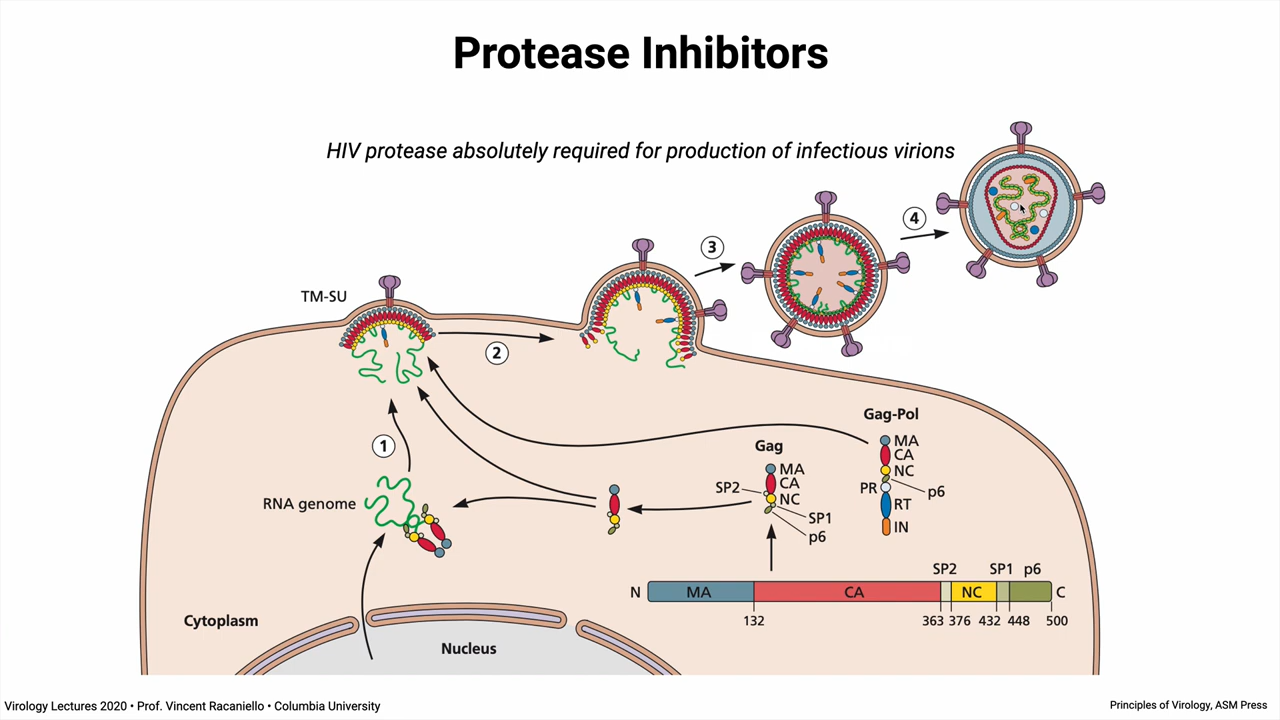 Protease Inhibitors
HIV protease absolutely required for production of infectious virions
4
3
TM-SU
2
1
RNA genome
Gag-Pol
MA
CA
NC
PR
p6
RT
IN
Gag
MA
CA
SP2
NC
SP1
p6
SP2 SP1 p6
N MA CA NC C
132 363 376 432 448 500
Cytoplasm
Nucleus
Virology Lectures 2020 • Prof. Vincent Racaniello • Columbia University
Principles of Virology, ASM Press